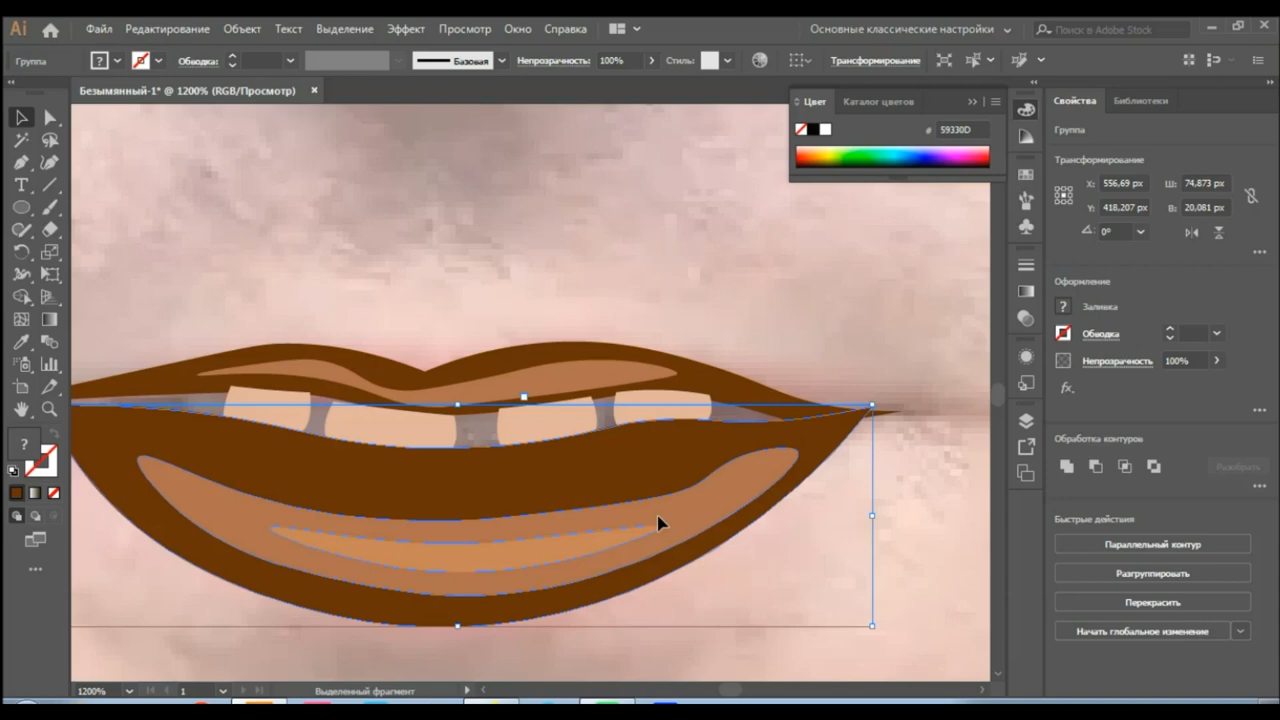 Ai Файл Редактирование Объект Текст Выделение Эффект Просмотр Окно Справка Основные классические настройки Поиск в Adobe Stock
Группа ? Обводка: Базовая Непрозрачность: 100% Стиль: Трансформирование
Безымянный-1* @ 1200% (RGB/Просмотр) ×
Цвет Каталог цветов
# 59330D
Свойства Библиотеки
Группа
Трансформирование
X: 556,69 px Ш: 74,873 px
Y: 418,207 px В: 20,081 px
0°
Оформление
? Заливка
Обводка
Непрозрачность 100%
fx.
Обработка контуров
Разобрать
Быстрые действия
Параллельный контур
Разгруппировать
Перекрасить
Начать глобальное изменение
?
1200% 1 Выделенный фрагмент